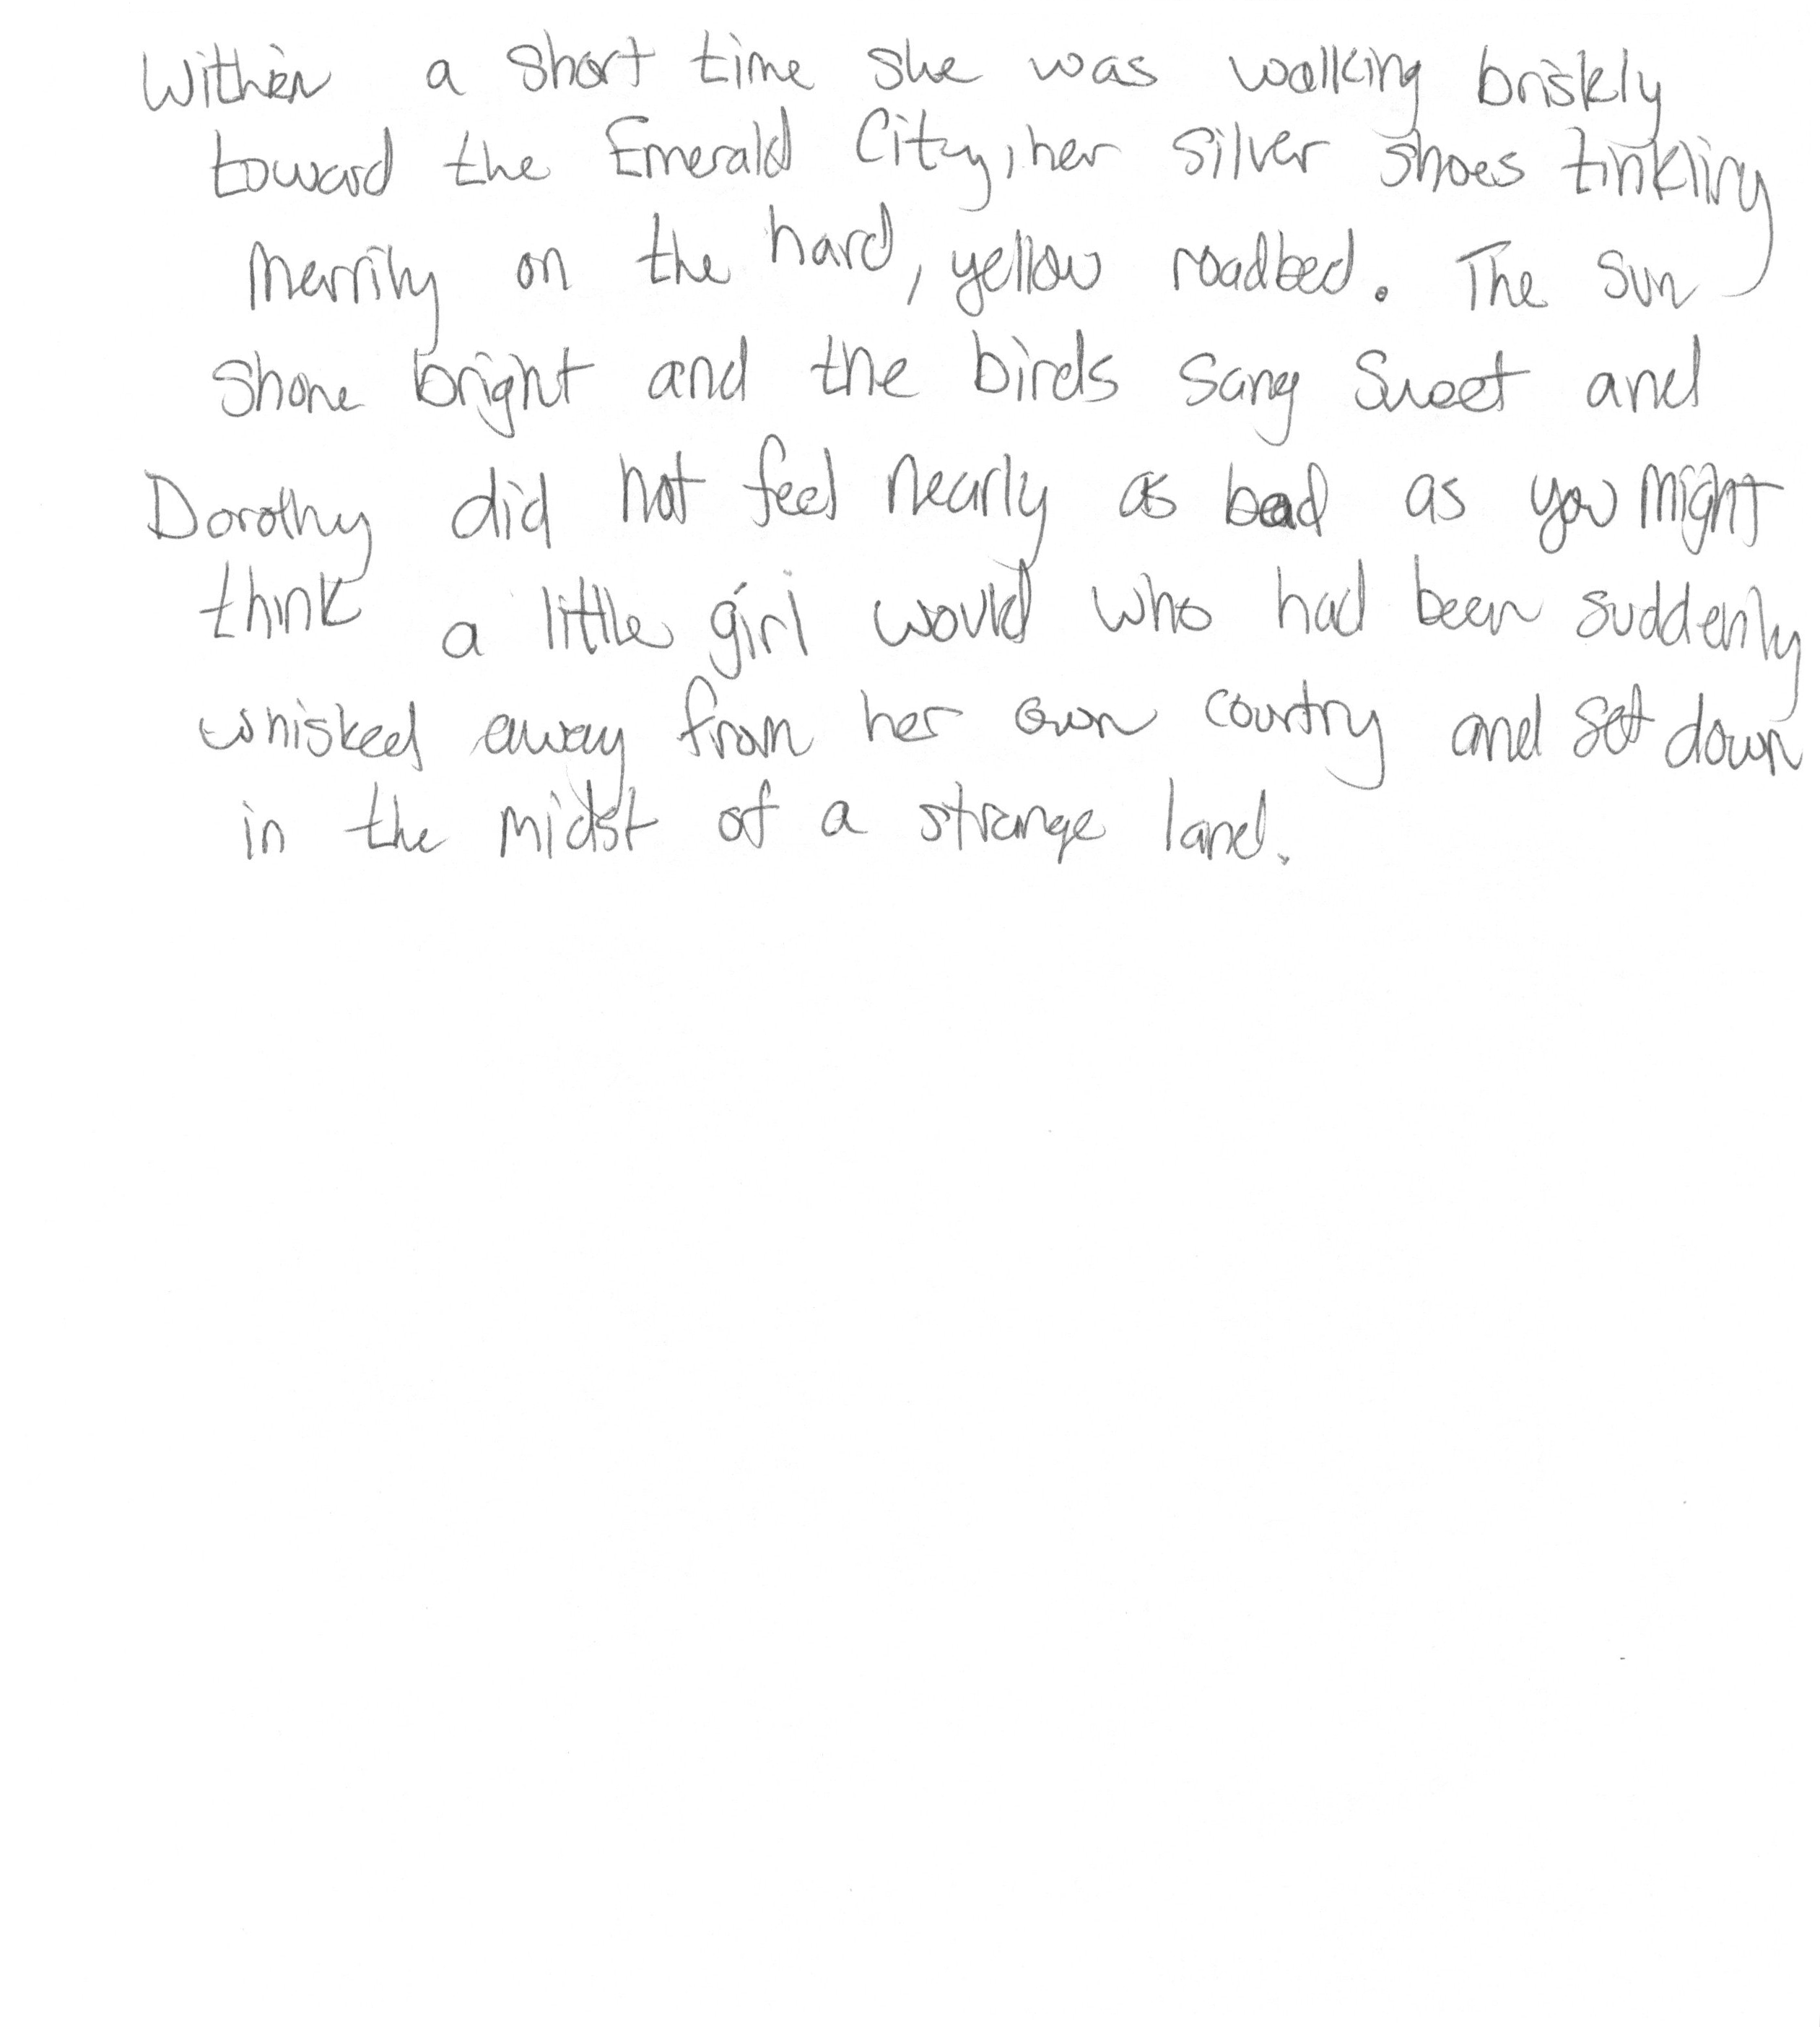 Within a short time she was walking briskly
toward the Emerald City, her silver shoes tinkling
merrily on the hard, yellow roadbed. The sun
shone bright and the birds sang sweet and
Dorothy did not feel nearly as bad as you might
think a little girl would who had been suddenly
whisked away from her own country and set down
in the midst of a strange land.